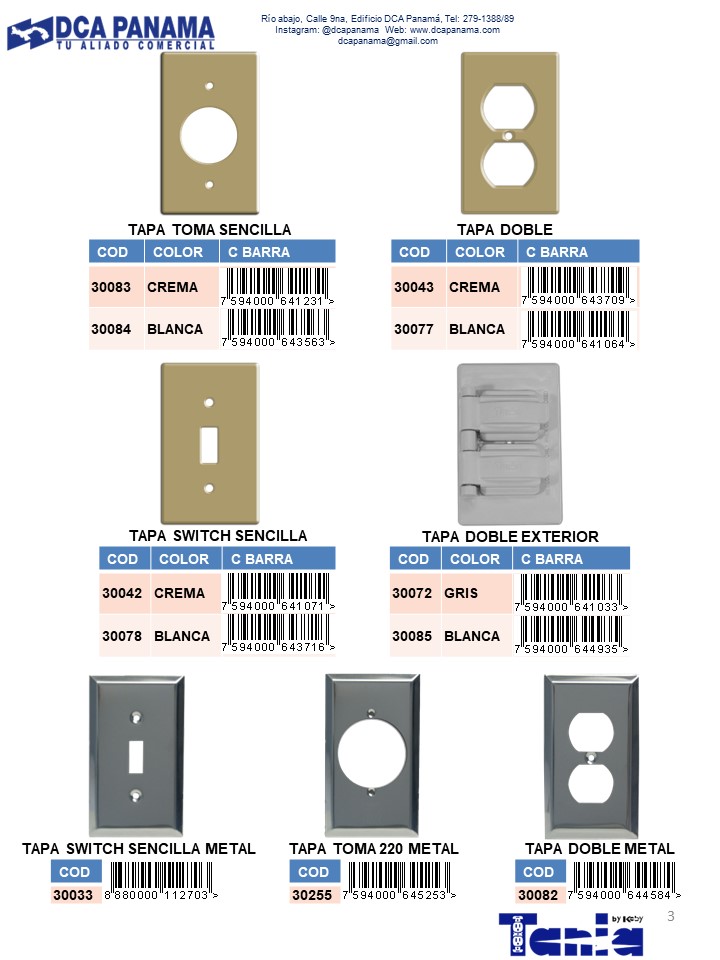 DCA PANAMA
TU ALIADO COMERCIAL
Río abajo, Calle 9na, Edificio DCA Panamá, Tel: 279-1388/89
Instagram: @dcapanama Web: www.dcapanama.com
dcapanama@gmail.com
TAPA TOMA SENCILLA
COD COLOR C BARRA
30083 CREMA 7 594000 641231 >
30084 BLANCA 7 594000 643563 >
TAPA DOBLE
COD COLOR C BARRA
30043 CREMA 7 594000 643709 >
30077 BLANCA 7 594000 641064 >
TAPA SWITCH SENCILLA
COD COLOR C BARRA
30042 CREMA 7 594000 641071 >
30078 BLANCA 7 594000 643716 >
TAPA DOBLE EXTERIOR
COD COLOR C BARRA
30072 GRIS 7 594000 641033 >
30085 BLANCA 7 594000 644935 >
TAPA SWITCH SENCILLA METAL
COD
30033 8 880000 112703 >
TAPA TOMA 220 METAL
COD
30255 7 594000 645253 >
TAPA DOBLE METAL
COD
30082 7 594000 644584 >
Tania
by Koby
3